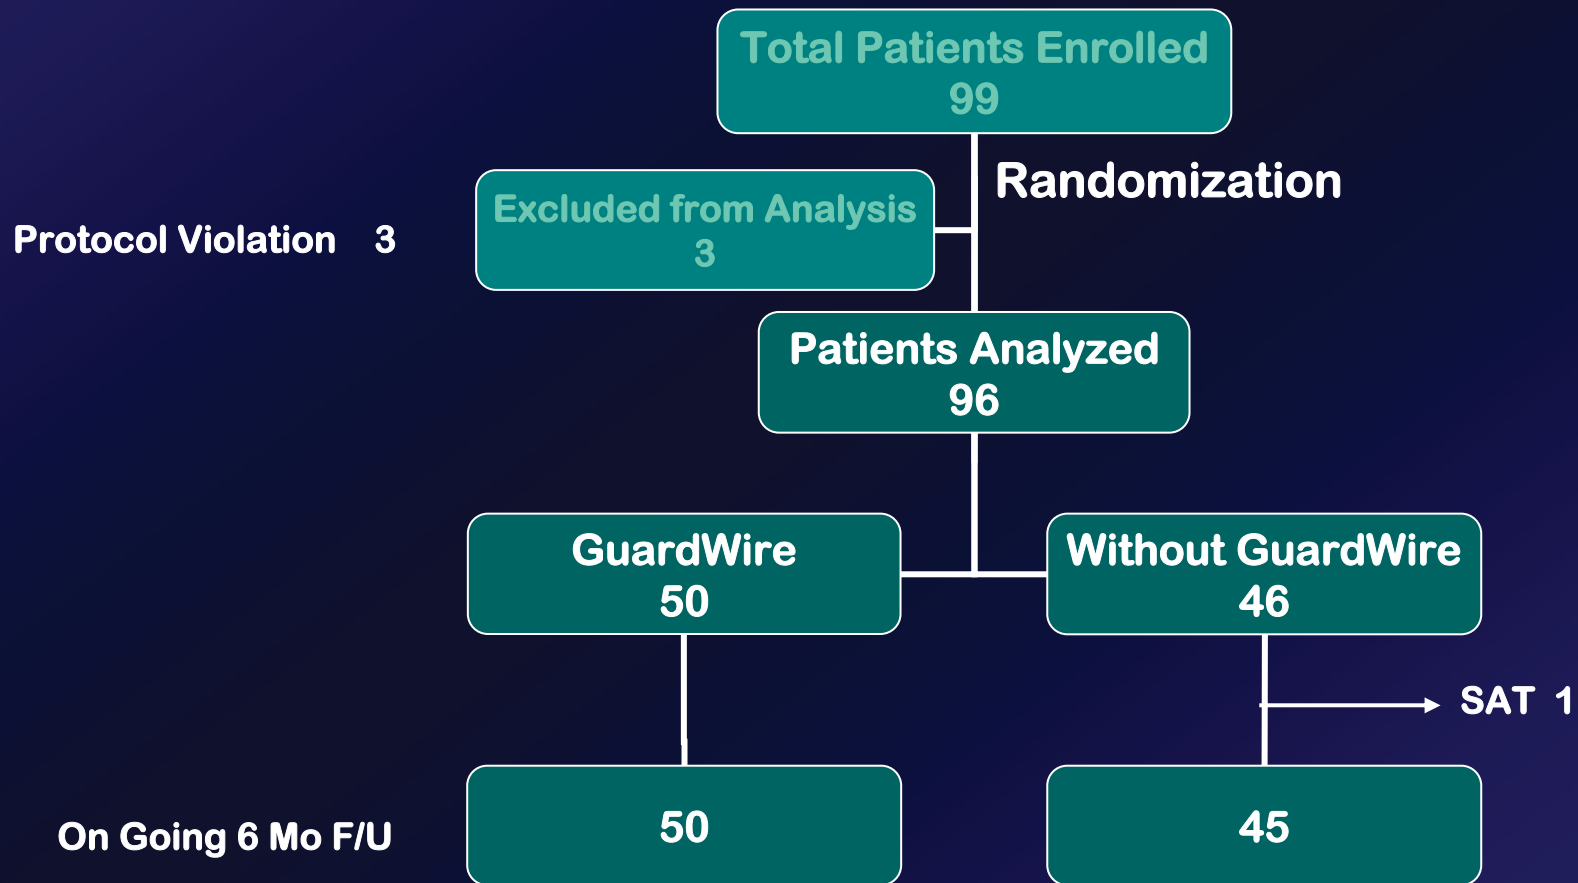 Total Patients Enrolled
99
Randomization
Excluded from Analysis
3
Protocol Violation 3
Patients Analyzed
96
GuardWire
50
Without GuardWire
46
SAT 1
On Going 6 Mo F/U
50
45